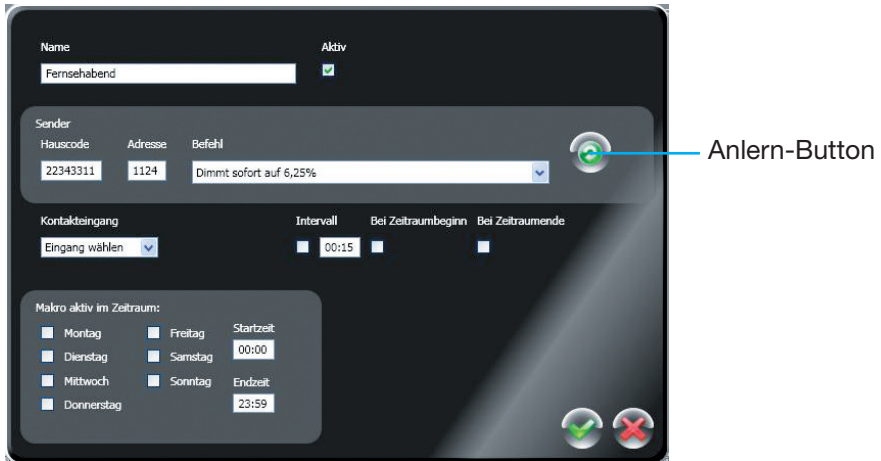 Name Aktiv
Fernsehabend
Sender
Hauscode Adresse Befehl
22343311 1124 Dimmt sofort auf 6,25%
Anlern-Button
Kontakteingang Intervall Bei Zeitraumbeginn Bei Zeitraumende
Eingang wählen 00:15
Makro aktiv im Zeitraum:
Montag Freitag Startzeit
Dienstag Samstag 00:00
Mittwoch Sonntag Endzeit
Donnerstag 23:59